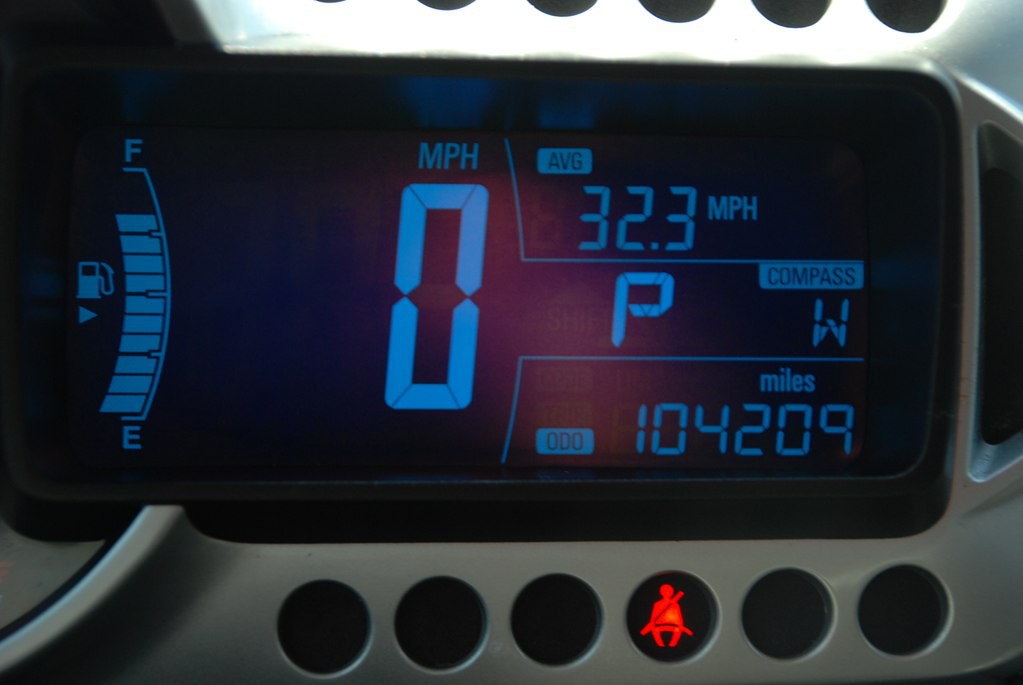 F
MPH
AVG
32.3 MPH
0
COMPASS
P
W
miles
ODO 104209
E